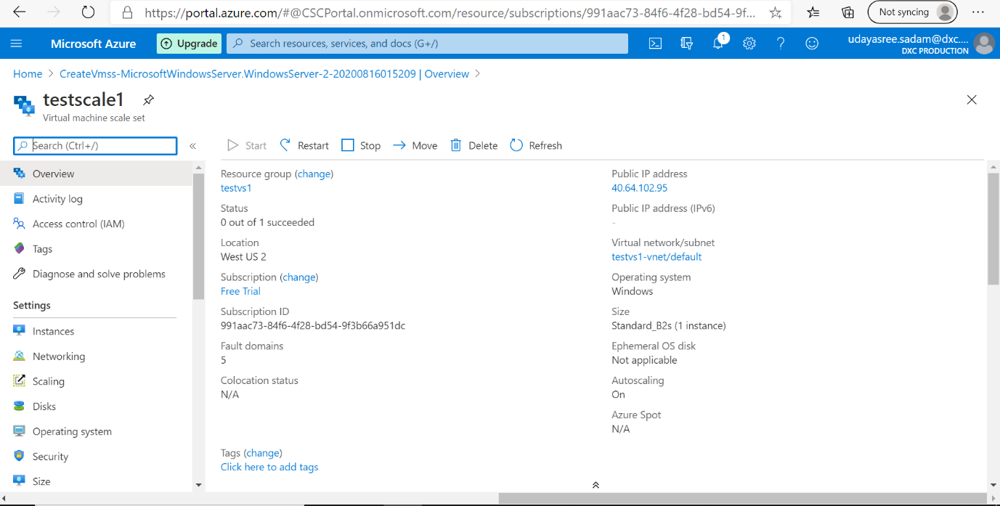 https://portal.azure.com/#@CSCPortal.onmicrosoft.com/resource/subscriptions/991aac73-84f6-4f28-bd54-9f...
Not syncing
Microsoft Azure
Upgrade
Search resources, services, and docs (G+/)
1
udayasree.sadam@dxc....
DXC PRODUCTION
Home > CreateVmss-MicrosoftWindowsServer.WindowsServer-2-20200816015209 | Overview >
testscale1
Virtual machine scale set
Search (Ctrl+/)
«
Start
Restart
Stop
Move
Delete
Refresh
Overview
Activity log
Access control (IAM)
Tags
Diagnose and solve problems
Settings
Instances
Networking
Scaling
Disks
Operating system
Security
Size
Resource group (change)
testvs1
Status
0 out of 1 succeeded
Location
West US 2
Subscription (change)
Free Trial
Subscription ID
991aac73-84f6-4f28-bd54-9f3b66a951dc
Fault domains
5
Colocation status
N/A
Tags (change)
Click here to add tags
Public IP address
40.64.102.95
Public IP address (IPv6)
-
Virtual network/subnet
testvs1-vnet/default
Operating system
Windows
Size
Standard_B2s (1 instance)
Ephemeral OS disk
Not applicable
Autoscaling
On
Azure Spot
N/A